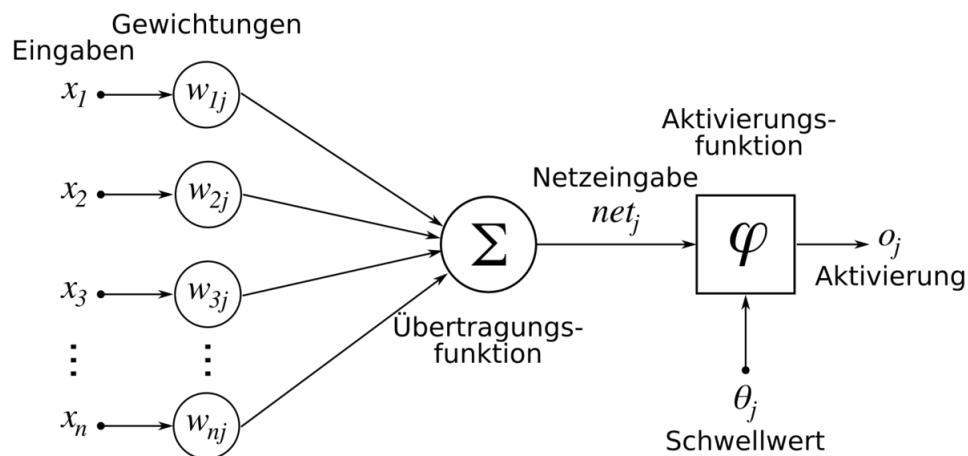 Gewichtungen
Eingaben
x1
w1j
x2
w2j
x3
w3j
⋮
⋮
xn
wnj
Σ
Übertragungs-
funktion
Netzeingabe
netj
Aktivierungs-
funktion
φ
oj
Aktivierung
θj
Schwellwert